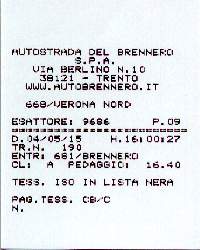 AUTOSTRADA DEL BRENNERO
S.P.A.
VIA BERLINO N.10
38121 - TRENTO
WWW.AUTOBRENNERO.IT
668/VERONA NORD
ESATTORE: 9686 P.09
D.04/05/15 H.16:00:27
TR.N. 190
ENTR: 681/BRENNERO
CL: A PEDAGGIO: 16.40
TESS. ISO IN LISTA NERA
PAG.TESS. CB/C
N.